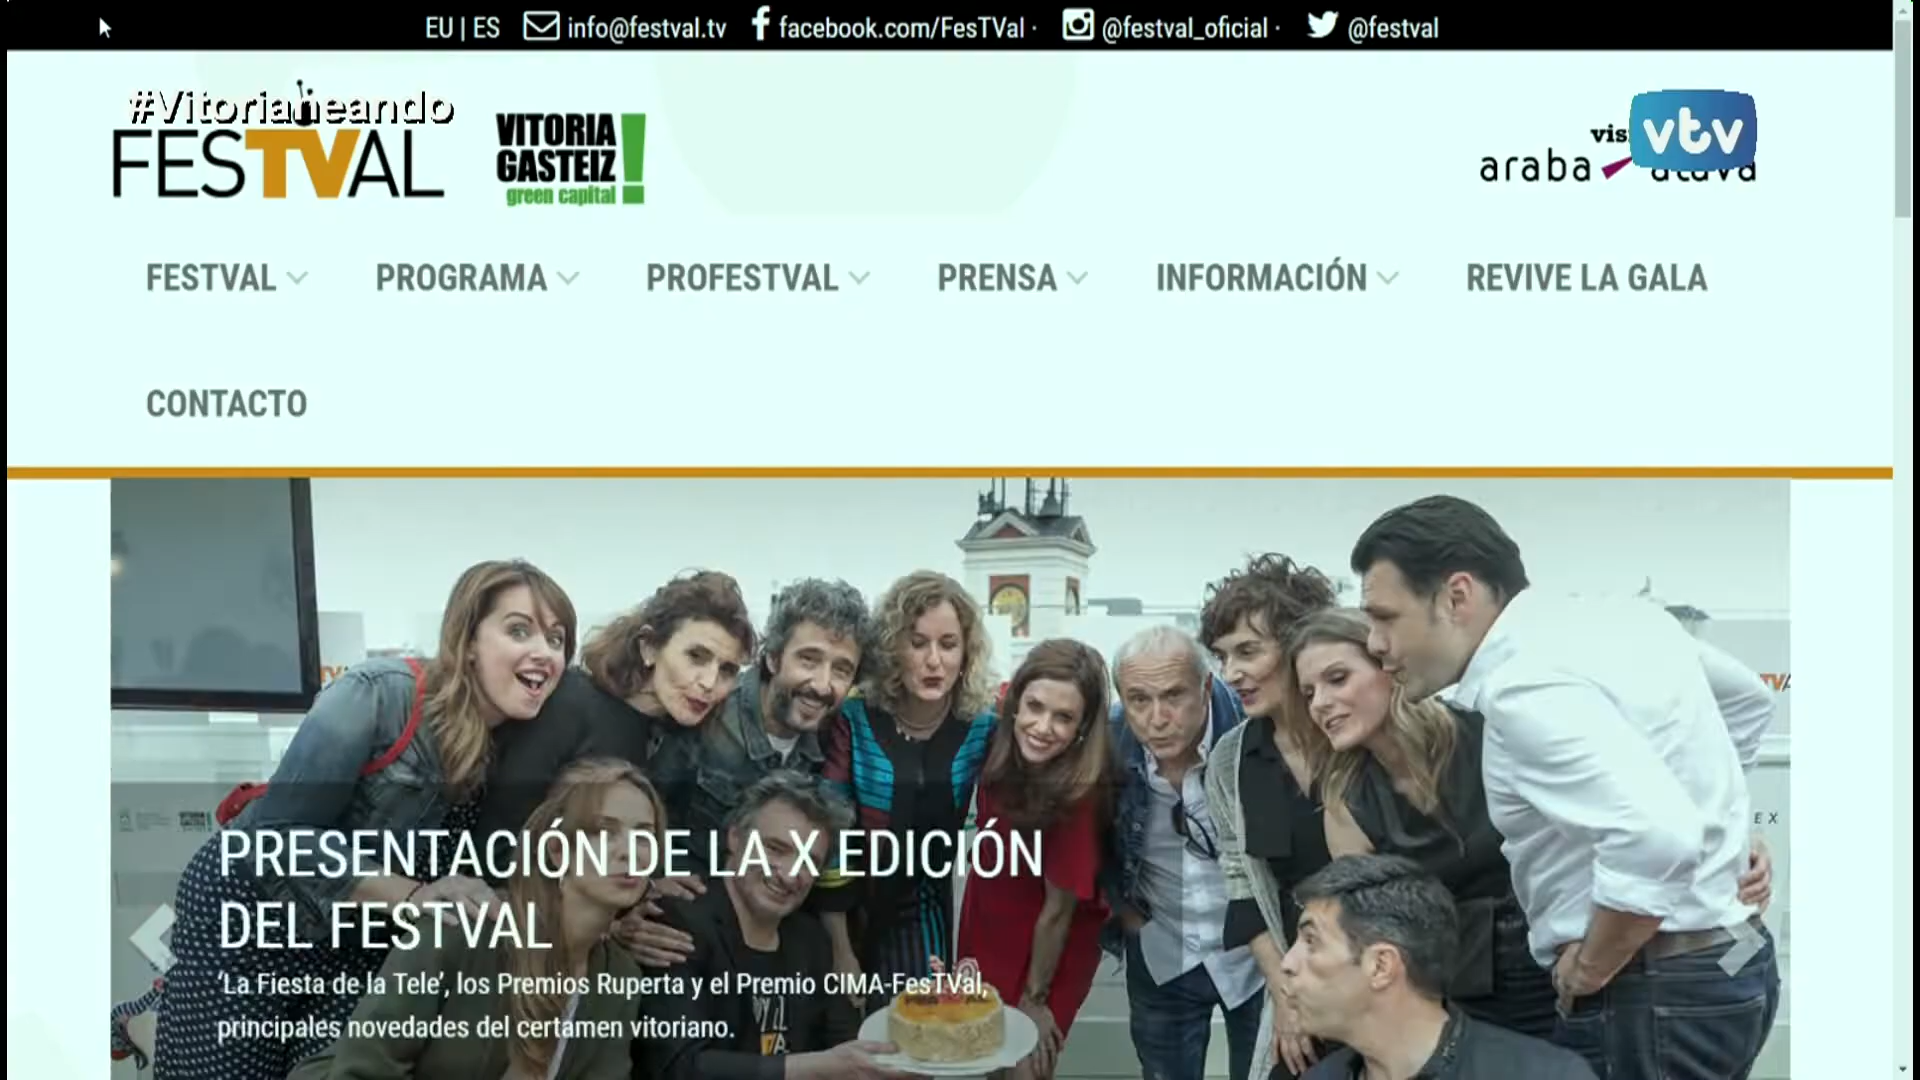 EU | ES info@festval.tv facebook.com/FesTVal · @festval_oficial · @festval
#Vitorianeando
FESTVAL
VITORIA
GASTEIZ!
green capital
vtv
araba
FESTVAL PROGRAMA PROFESTVAL PRENSA INFORMACIÓN REVIVE LA GALA
CONTACTO
PRESENTACIÓN DE LA X EDICIÓN
DEL FESTVAL
'La Fiesta de la Tele', los Premios Ruperta y el Premio CIMA-FesTVal,
principales novedades del certamen vitoriano.